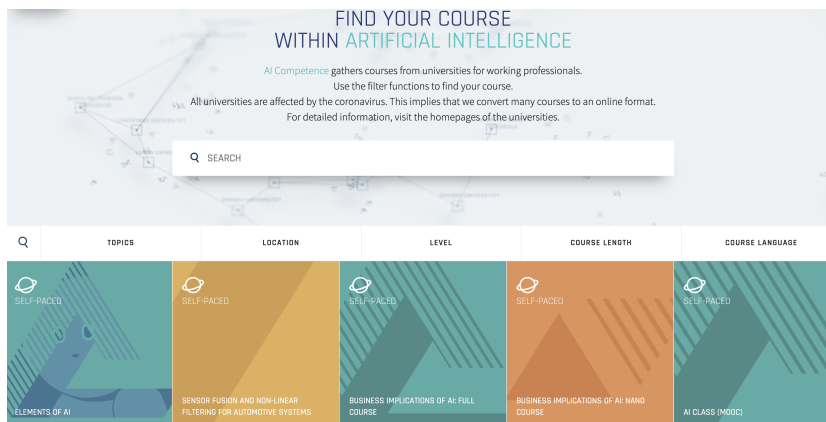 FIND YOUR COURSE
WITHIN ARTIFICIAL INTELLIGENCE
AI Competence gathers courses from universities for working professionals.
Use the filter functions to find your course.
All universities are affected by the coronavirus. This implies that we convert many courses to an online format.
For detailed information, visit the homepages of the universities.
SEARCH
TOPICS
LOCATION
LEVEL
COURSE LENGTH
COURSE LANGUAGE
SELF-PACED
ELEMENTS OF AI
SELF-PACED
SENSOR FUSION AND NON-LINEAR
FILTERING FOR AUTOMOTIVE SYSTEMS
SELF-PACED
BUSINESS IMPLICATIONS OF AI: FULL
COURSE
SELF-PACED
BUSINESS IMPLICATIONS OF AI: NANO
COURSE
SELF-PACED
AI CLASS (MOOC)